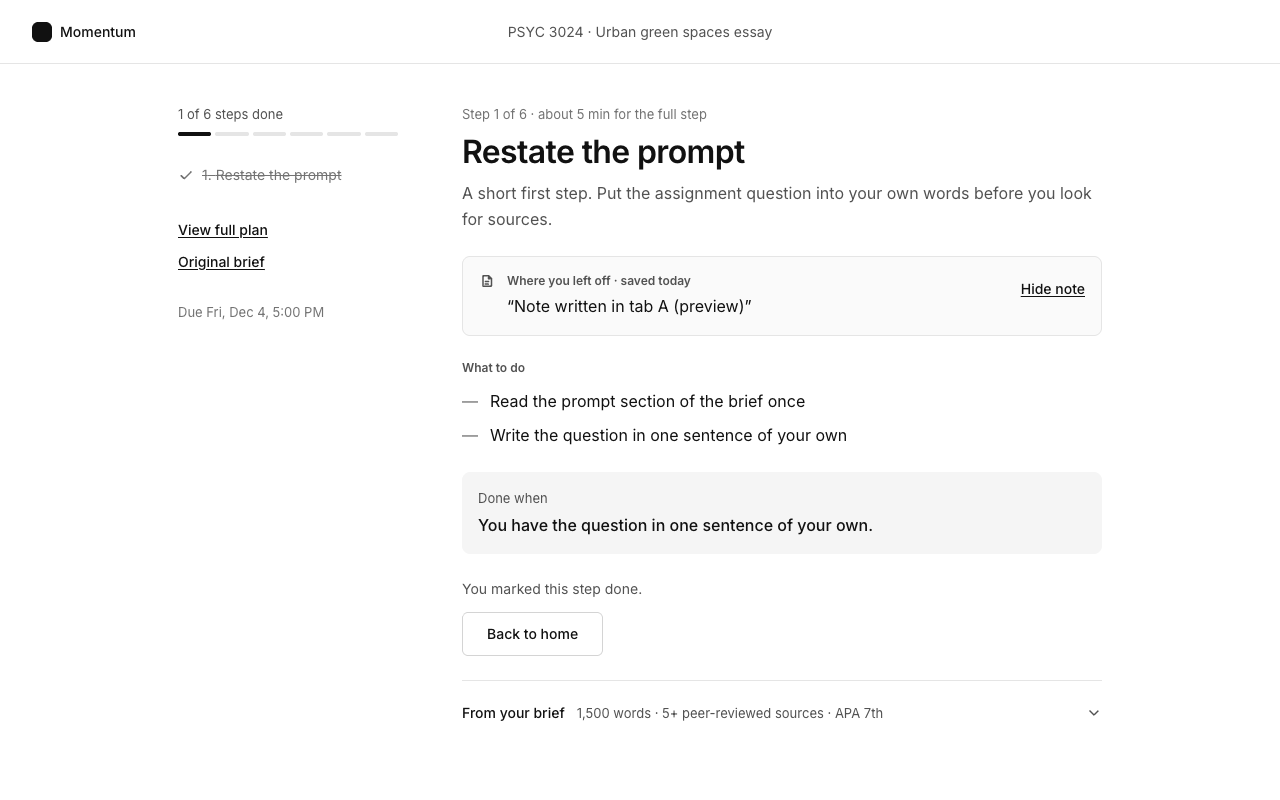 Momentum
PSYC 3024 · Urban green spaces essay
1 of 6 steps done
1. Restate the prompt
View full plan
Original brief
Due Fri, Dec 4, 5:00 PM
Step 1 of 6 · about 5 min for the full step
Restate the prompt
A short first step. Put the assignment question into your own words before you look
for sources.
Where you left off · saved today
“Note written in tab A (preview)”
Hide note
What to do
— Read the prompt section of the brief once
— Write the question in one sentence of your own
Done when
You have the question in one sentence of your own.
You marked this step done.
Back to home
From your brief 1,500 words · 5+ peer-reviewed sources · APA 7th